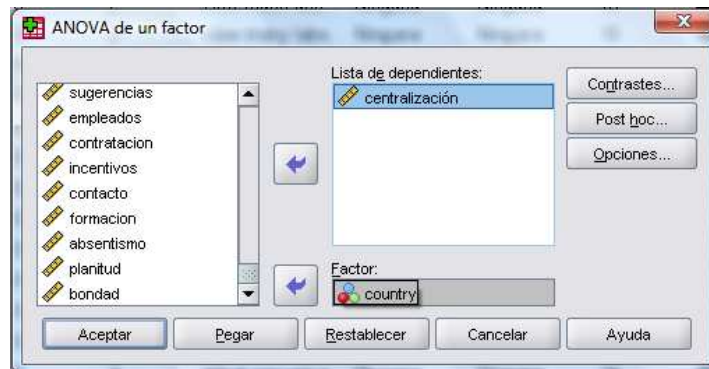 ANOVA de un factor
sugerencias
empleados
contratacion
incentivos
contacto
formacion
absentismo
planitud
bondad
Lista de dependientes:
centralización
Factor:
country
Contrastes...
Post hoc...
Opciones...
Aceptar
Pegar
Restablecer
Cancelar
Ayuda